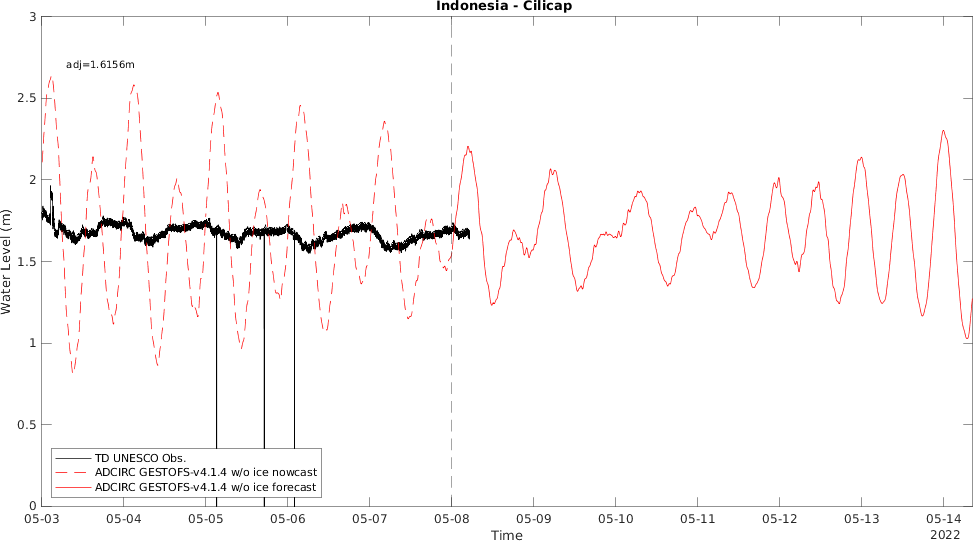 Indonesia - Cilicap
adj=1.6156m
3
2.5
2
1.5
1
0.5
0
Water Level (m)
TD UNESCO Obs.
ADCIRC GESTOFS-v4.1.4 w/o ice nowcast
ADCIRC GESTOFS-v4.1.4 w/o ice forecast
05-03 05-04 05-05 05-06 05-07 05-08 05-09 05-10 05-11 05-12 05-13 05-14
Time
2022